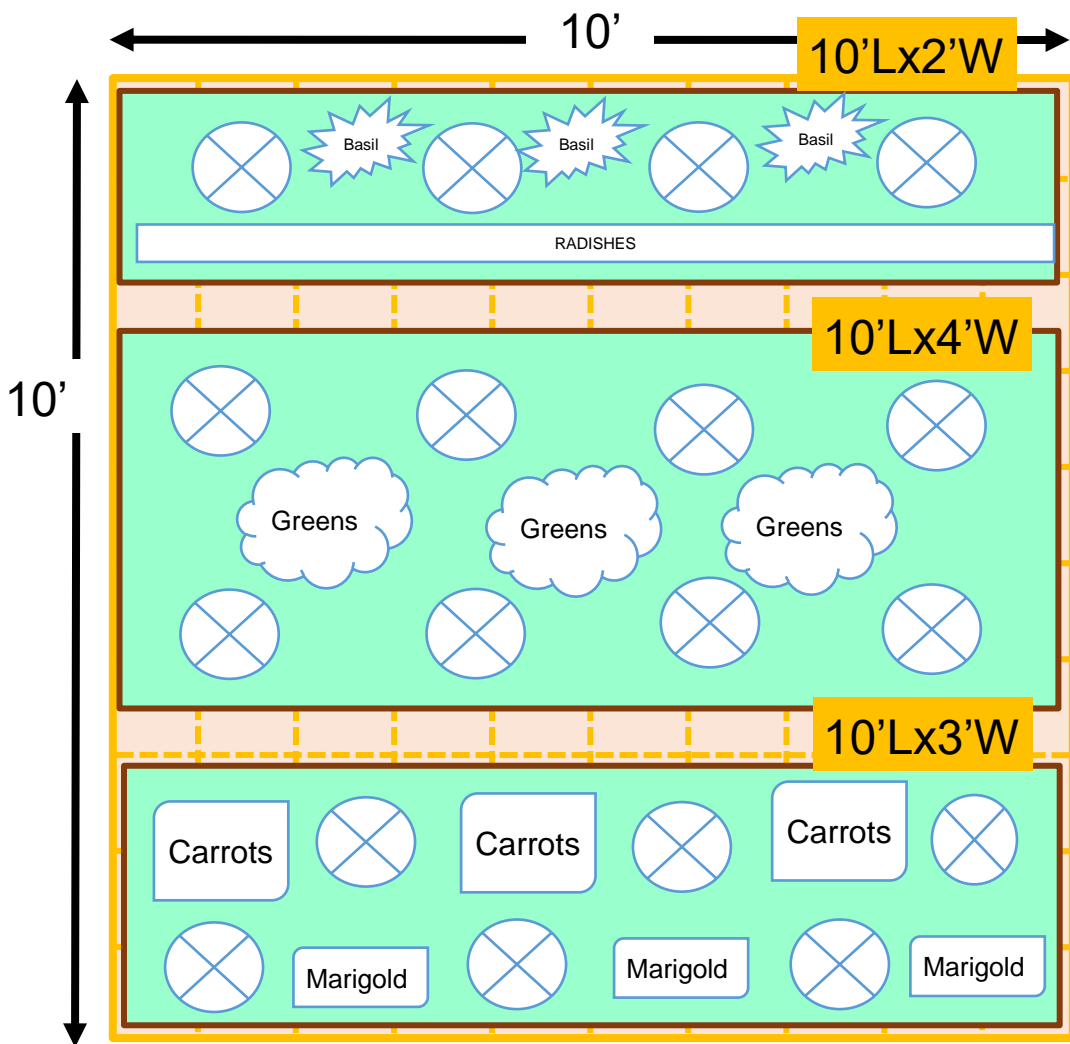 10’
10’Lx2’W
Basil
Basil
Basil
RADISHES
10’Lx4’W
10’
Greens
Greens
Greens
10’Lx3’W
Carrots
Carrots
Carrots
Marigold
Marigold
Marigold